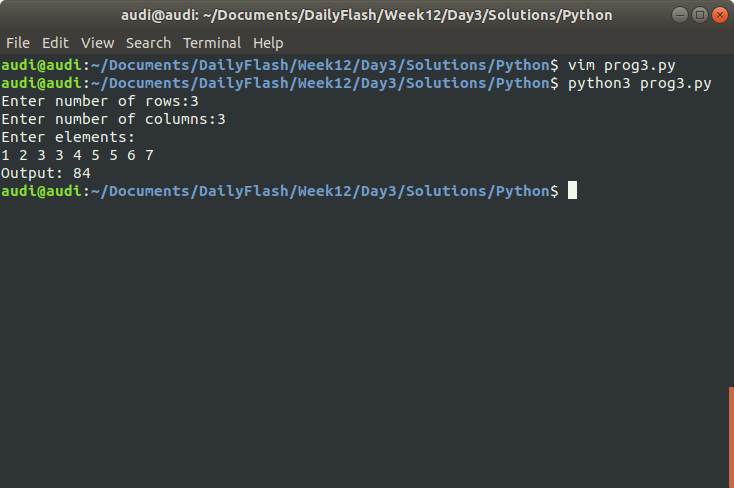 audi@audi: ~/Documents/DailyFlash/Week12/Day3/Solutions/Python
File Edit View Search Terminal Help
audi@audi:~/Documents/DailyFlash/Week12/Day3/Solutions/Python$ vim prog3.py
audi@audi:~/Documents/DailyFlash/Week12/Day3/Solutions/Python$ python3 prog3.py
Enter number of rows:3
Enter number of columns:3
Enter elements:
1 2 3 3 4 5 5 6 7
Output: 84
audi@audi:~/Documents/DailyFlash/Week12/Day3/Solutions/Python$